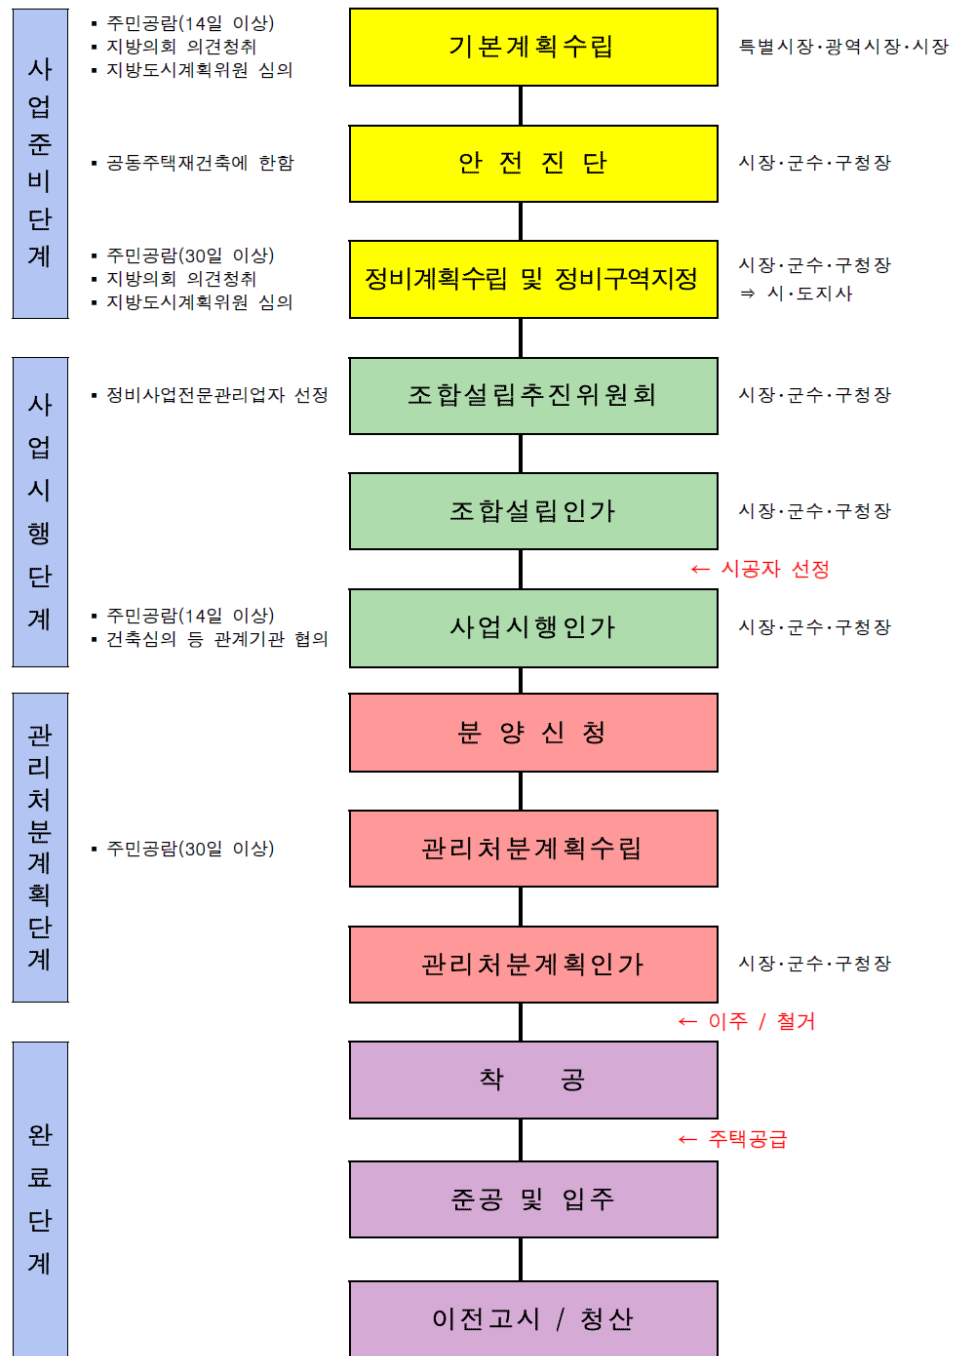 사업준비단계
▪ 주민공람(14일 이상)
▪ 지방의회 의견청취
▪ 지방도시계획위원 심의
기본계획수립
특별시장·광역시장·시장
▪ 공동주택재건축에 한함
안 전 진 단
시장·군수·구청장
▪ 주민공람(30일 이상)
▪ 지방의회 의견청취
▪ 지방도시계획위원 심의
정비계획수립 및 정비구역지정
시장·군수·구청장
⇒ 시·도지사
사업시행단계
▪ 정비사업전문관리업자 선정
조합설립추진위원회
시장·군수·구청장
조합설립인가
시장·군수·구청장
← 시공자 선정
▪ 주민공람(14일 이상)
▪ 건축심의 등 관계기관 협의
사업시행인가
시장·군수·구청장
관리처분계획단계
분 양 신 청
▪ 주민공람(30일 이상)
관리처분계획수립
관리처분계획인가
시장·군수·구청장
← 이주 / 철거
완료단계
착 공
← 주택공급
준공 및 입주
이전고시 / 청산